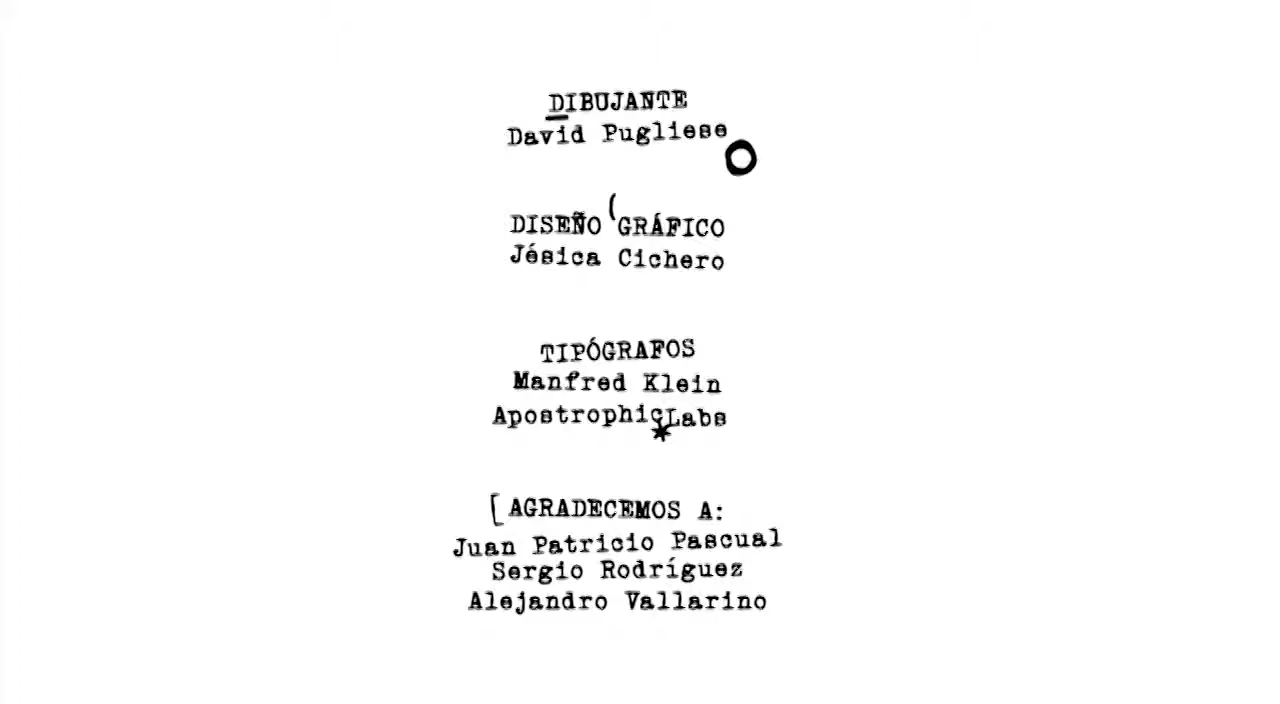 DIBUJANTE
David Pugliese
DISEÑO GRÁFICO
Jésica Cichero
TIPÓGRAFOS
Manfred Klein
ApostrophicLabs
[AGRADECEMOS A:
Juan Patricio Pascual
Sergio Rodríguez
Alejandro Vallarino